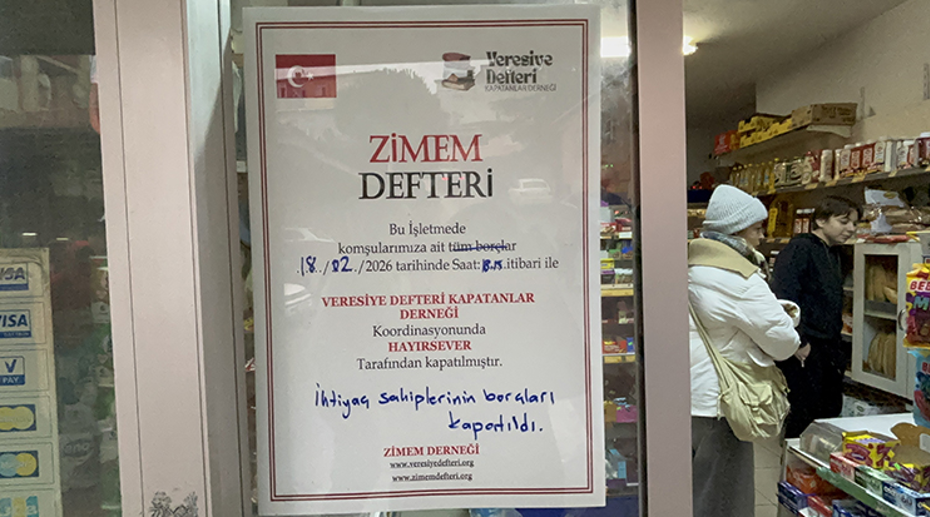 Veresiye
Defteri
KAPATANLAR DERNEĞİ
ZİMEM
DEFTERİ
Bu İşletmede
komşularımıza ait tüm borçlar
.18../02../2026 tarihinde Saat: itibari ile
VERESİYE DEFTERİ KAPATANLAR
DERNEĞİ
Koordinasyonunda
HAYIRSEVER
Tarafından kapatılmıştır.
İhtiyaç sahiplerinin borçları
kapatıldı.
ZİMEM DERNEĞİ
www.veresiyedefteri.org
www.zimemdefteri.org
VISA
VISA
PAY